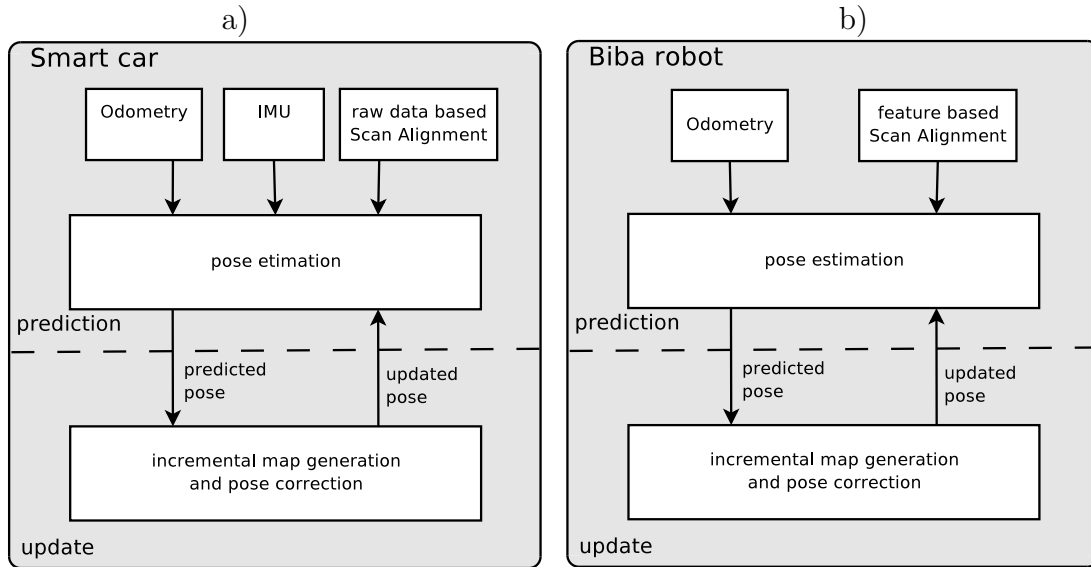 a)
Smart car
Odometry
IMU
raw data based
Scan Alignment
pose etimation
prediction
predicted
pose
updated
pose
incremental map generation
and pose correction
update
b)
Biba robot
Odometry
feature based
Scan Alignment
pose estimation
prediction
predicted
pose
updated
pose
incremental map generation
and pose correction
update